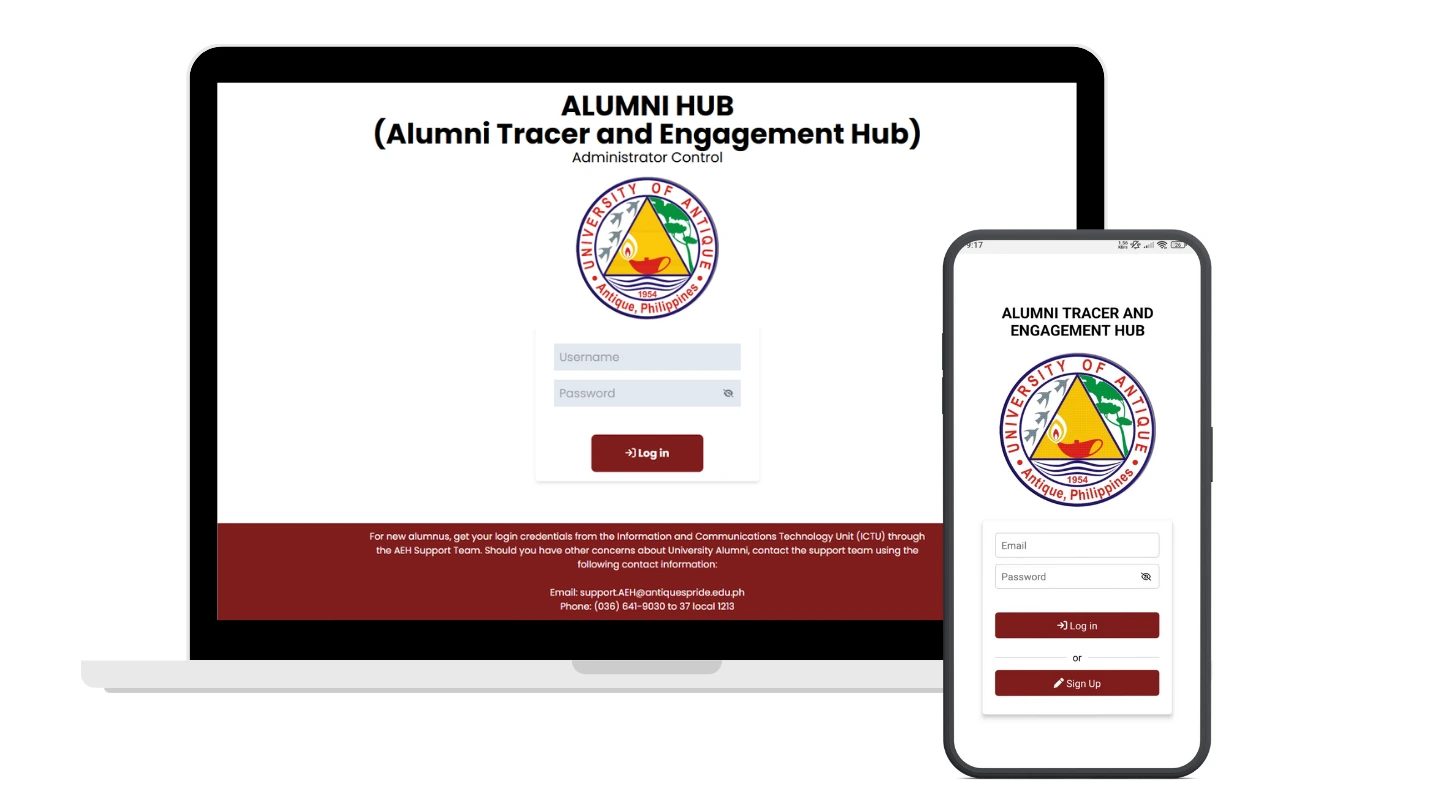 ALUMNI HUB
(Alumni Tracer and Engagement Hub)
Administrator Control
UNIVERSITY OF ANTIQUE
1954
Antique, Philippines
Username
Password
Log in
For new alumnus, get your login credentials from the Information and Communications Technology Unit (ICTU) through
the AEH Support Team. Should you have other concerns about University Alumni, contact the support team using the
following contact information:
Email: support.AEH@antiquespride.edu.ph
Phone: (036) 641-9030 to 37 local 1213
9:17
ALUMNI TRACER AND
ENGAGEMENT HUB
UNIVERSITY OF ANTIQUE
1954
Antique, Philippines
Email
Password
Log in
or
Sign Up